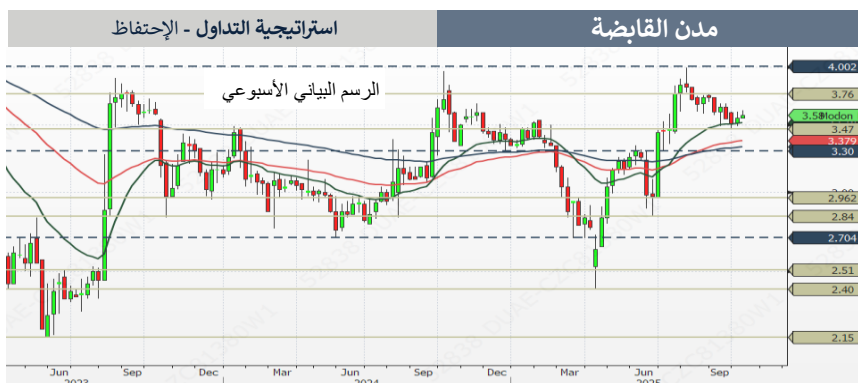 مدن القابضة
استراتيجية التداول - الإحتفاظ
الرسم البياني الأسبوعي
4.002
3.76
3.58 Modon
3.47
3.379
3.30
2.962
2.84
2.704
2.51
2.40
2.15
Jun Sep Dec Mar Jun Sep Dec Mar Jun Sep
2023 2024 2025